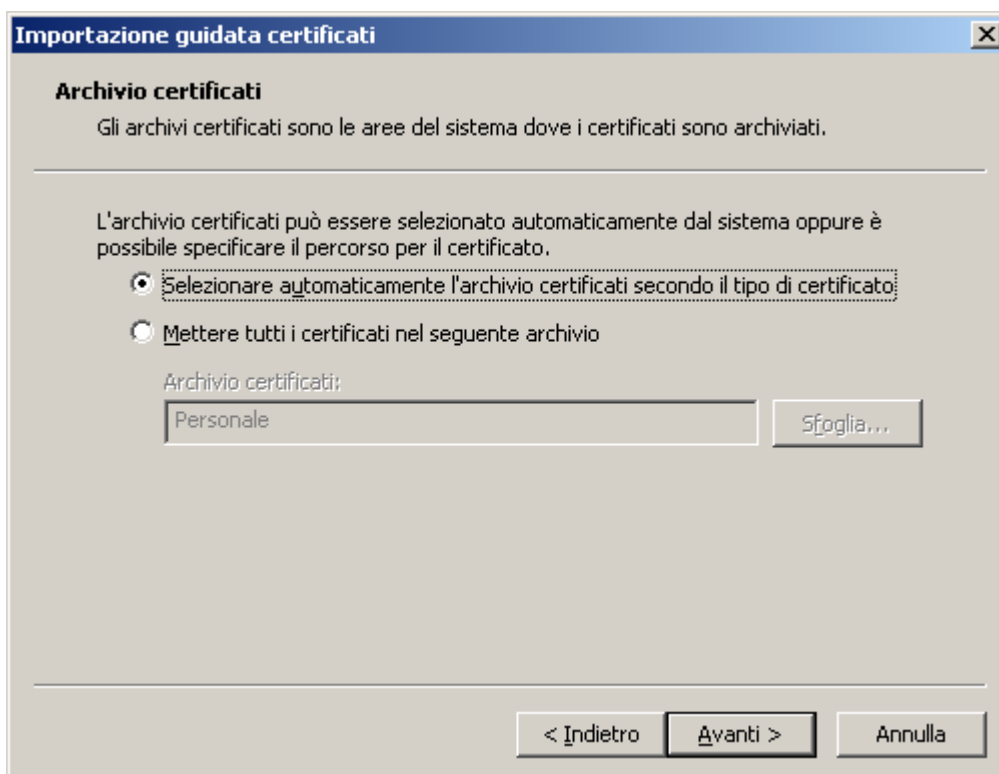 Importazione guidata certificati
Archivio certificati
Gli archivi certificati sono le aree del sistema dove i certificati sono archiviati.
L'archivio certificati può essere selezionato automaticamente dal sistema oppure è
possibile specificare il percorso per il certificato.
Selezionare automaticamente l'archivio certificati secondo il tipo di certificato
Mettere tutti i certificati nel seguente archivio
Archivio certificati:
Personale
Sfoglia...
< Indietro
Avanti >
Annulla